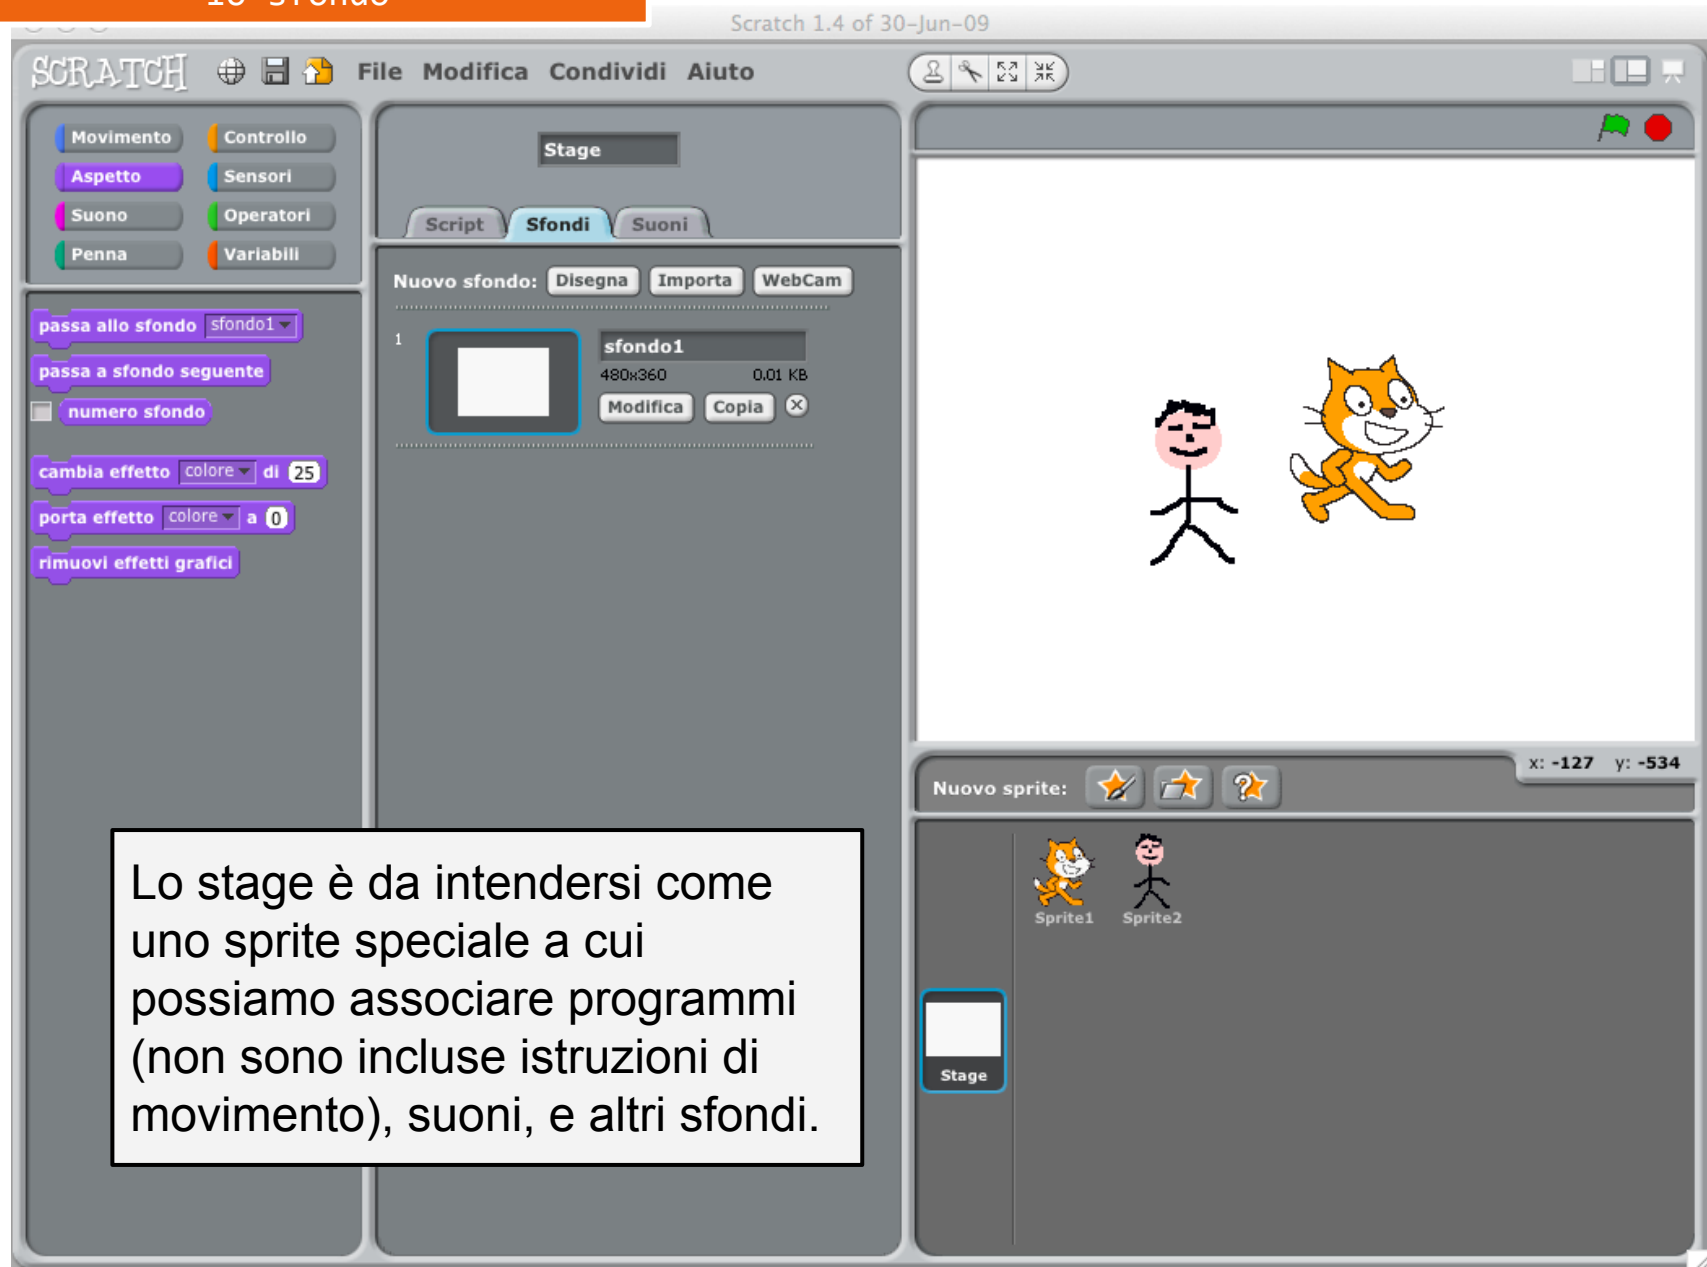 lo sfondo
Scratch 1.4 of 30-Jun-09
SCRATCH File Modifica Condividi Aiuto
Movimento Controllo
Aspetto Sensori
Suono Operatori
Penna Variabili
passa allo sfondo sfondo1
passa a sfondo seguente
numero sfondo
cambia effetto colore di 25
porta effetto colore a 0
rimuovi effetti grafici
Stage
Script Sfondi Suoni
Nuovo sfondo: Disegna Importa WebCam
1
sfondo1
480x360 0.01 KB
Modifica Copia
x: -127 y: -534
Nuovo sprite:
Sprite1 Sprite2
Stage
Lo stage è da intendersi come
uno sprite speciale a cui
possiamo associare programmi
(non sono incluse istruzioni di
movimento), suoni, e altri sfondi.